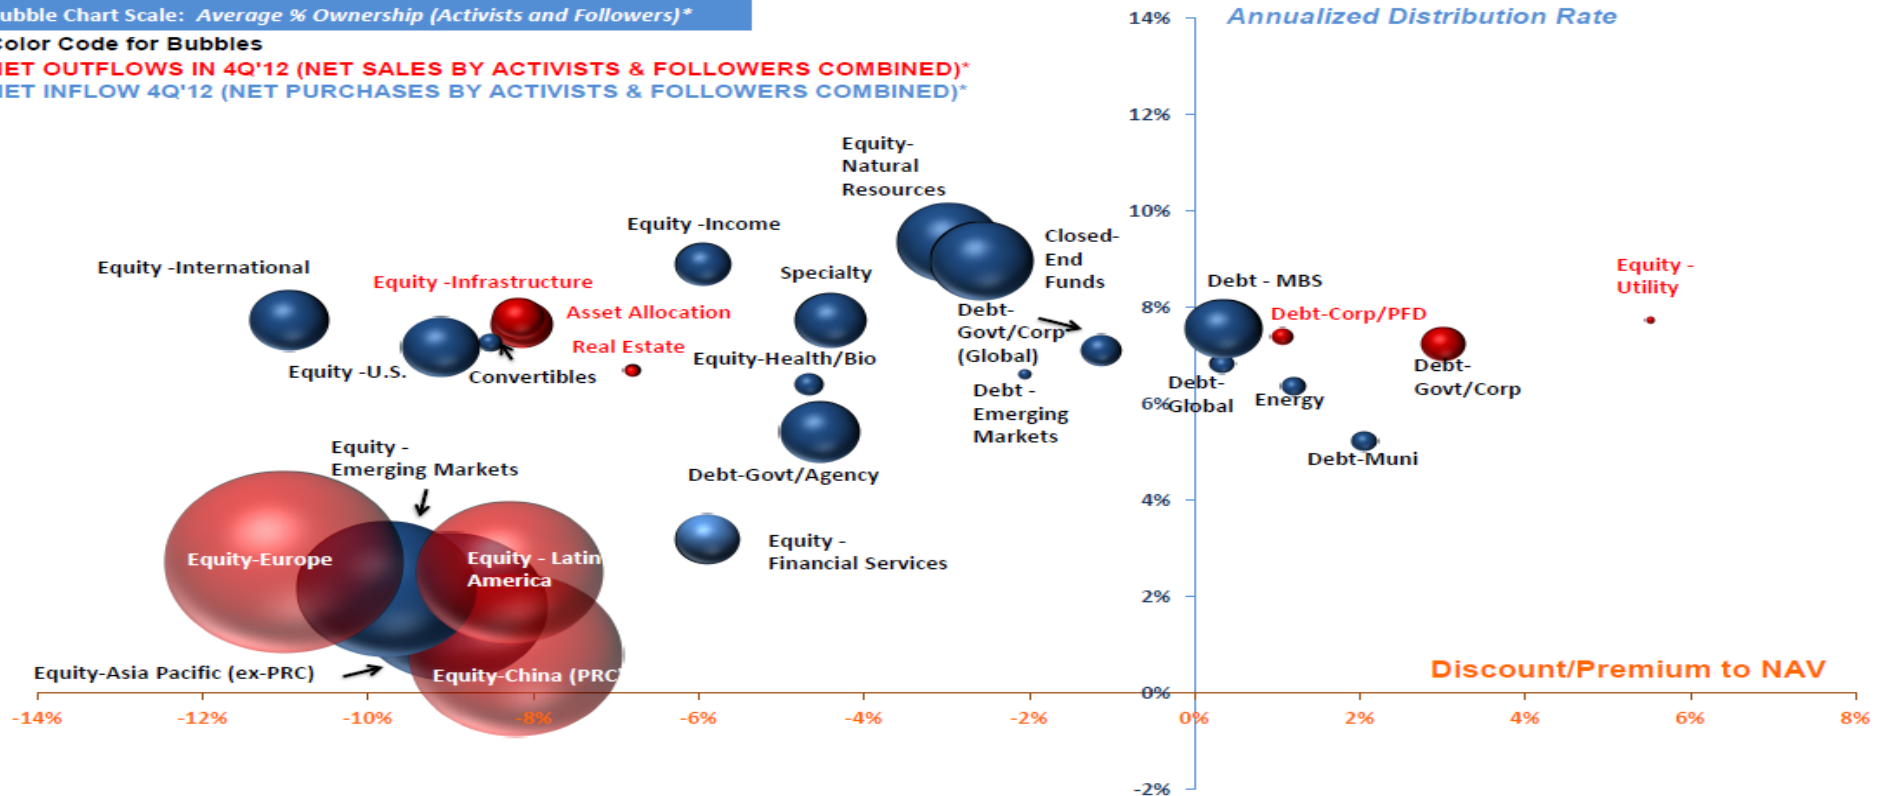 ubble Chart Scale: Average % Ownership (Activists and Followers)*
Color Code for Bubbles
NET OUTFLOWS IN 4Q'12 (NET SALES BY ACTIVISTS & FOLLOWERS COMBINED)*
NET INFLOW 4Q'12 (NET PURCHASES BY ACTIVISTS & FOLLOWERS COMBINED)*
Annualized Distribution Rate
14%
12%
10%
8%
6%
4%
2%
0%
-2%
Equity-
Natural
Resources
Equity -Income
Closed-
End
Funds
Equity -International
Equity -Infrastructure
Specialty
Debt - MBS
Equity -
Utility
Asset Allocation
Debt-
Govt/Corp
(Global)
Debt-Corp/PFD
Real Estate
Equity-Health/Bio
Equity -U.S.
Convertibles
Debt -
Emerging
Markets
Debt-
Global
Energy
Debt-
Govt/Corp
Debt-Muni
Equity -
Emerging Markets
Debt-Govt/Agency
Equity-Europe
Equity - Latin
America
Equity -
Financial Services
Equity-Asia Pacific (ex-PRC)
Equity-China (PRC)
Discount/Premium to NAV
-14%
-12%
-10%
-8%
-6%
-4%
-2%
0%
2%
4%
6%
8%